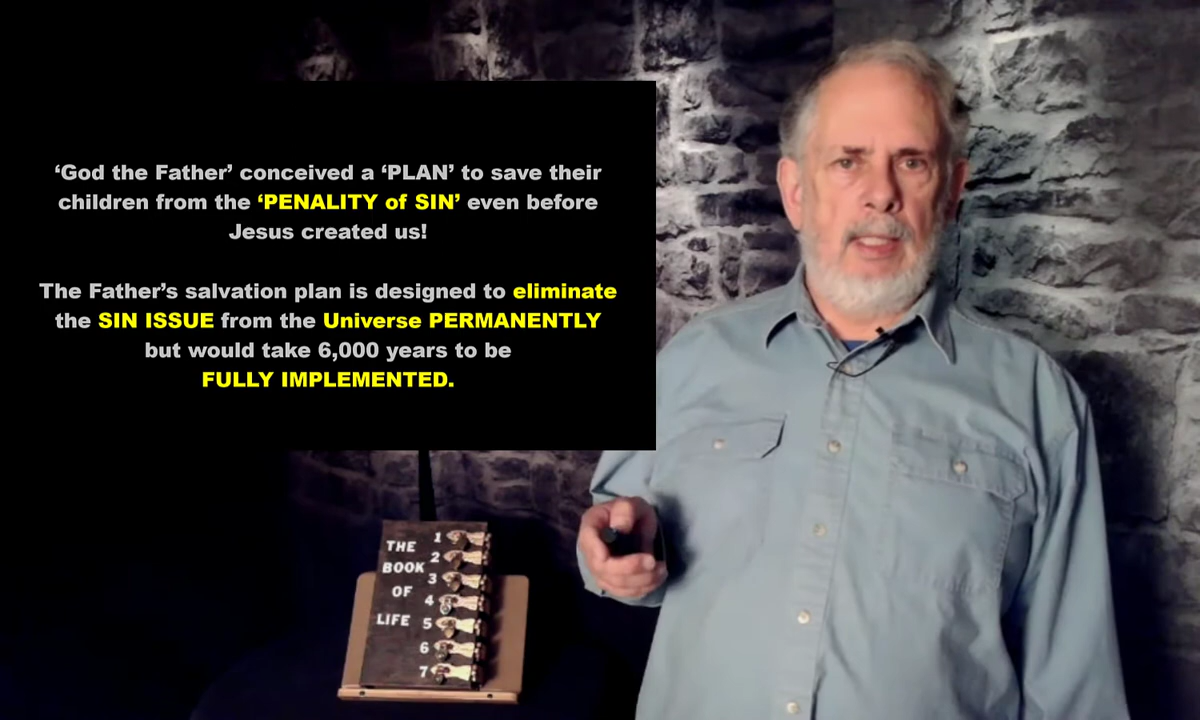 ‘God the Father’ conceived a ‘PLAN’ to save their
children from the ‘PENALITY of SIN’ even before
Jesus created us!
The Father’s salvation plan is designed to eliminate
the SIN ISSUE from the Universe PERMANENTLY
but would take 6,000 years to be
FULLY IMPLEMENTED.
THE
BOOK
OF
LIFE
1
2
3
4
5
6
7